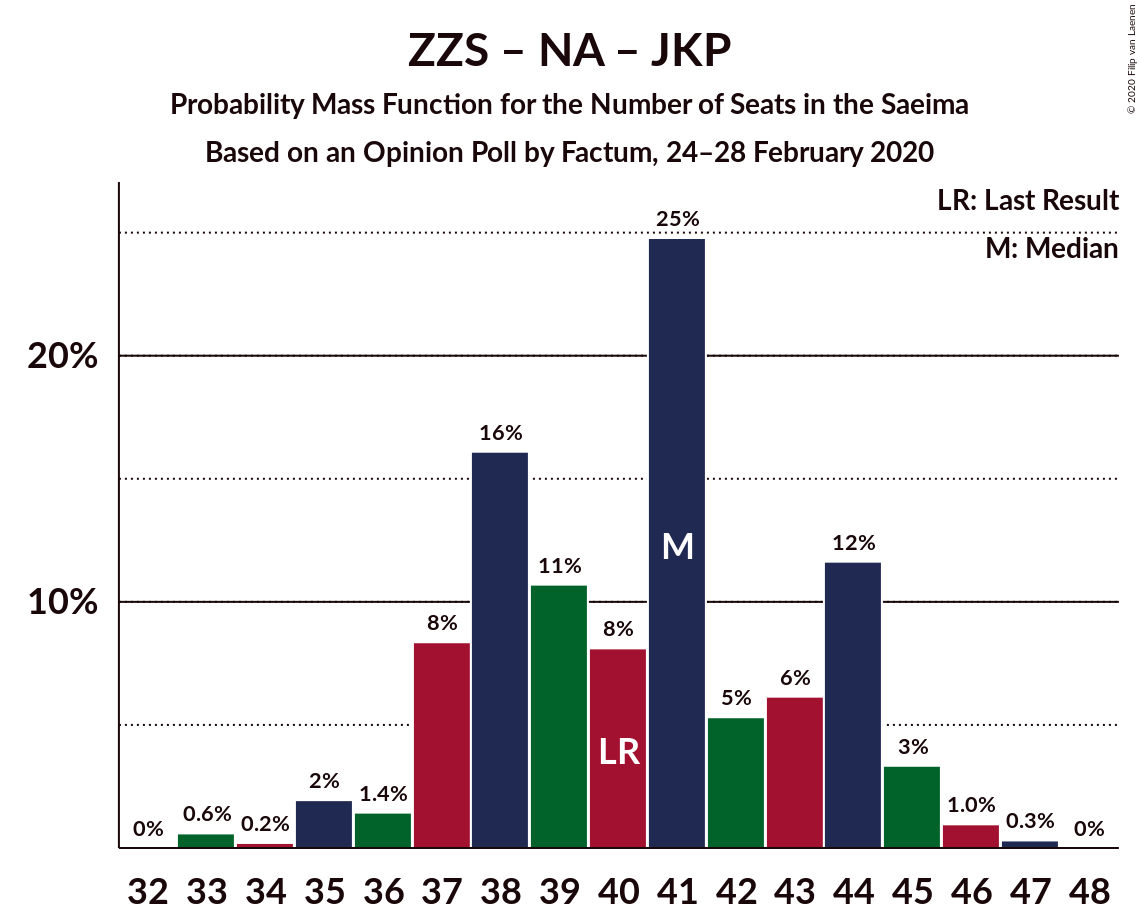 ZZS – NA – JKP
Probability Mass Function for the Number of Seats in the Saeima
Based on an Opinion Poll by Factum, 24–28 February 2020
© 2020 Filip van Laenen
LR: Last Result
M: Median
20%
10%
0%
0.6%
0.2%
2%
1.4%
8%
16%
11%
8%
25%
5%
6%
12%
3%
1.0%
0.3%
0%
M
LR
32 33 34 35 36 37 38 39 40 41 42 43 44 45 46 47 48